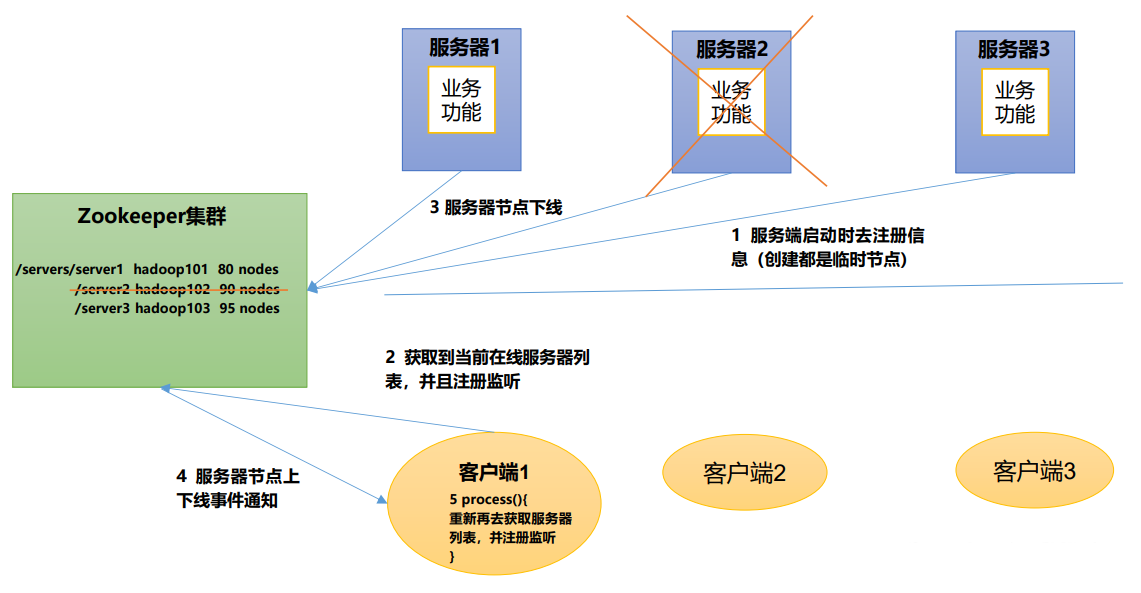 服务器1
业务
功能
服务器2
业务
功能
服务器3
业务
功能
Zookeeper集群
/servers/server1 hadoop101 80 nodes
/server2 hadoop102 90 nodes
/server3 hadoop103 95 nodes
3 服务器节点下线
1 服务端启动时去注册信
息（创建都是临时节点）
2 获取到当前在线服务器列
表，并且注册监听
4 服务器节点上
下线事件通知
客户端1
5 process(){
重新再去获取服务器
列表，并注册监听
}
客户端2
客户端3